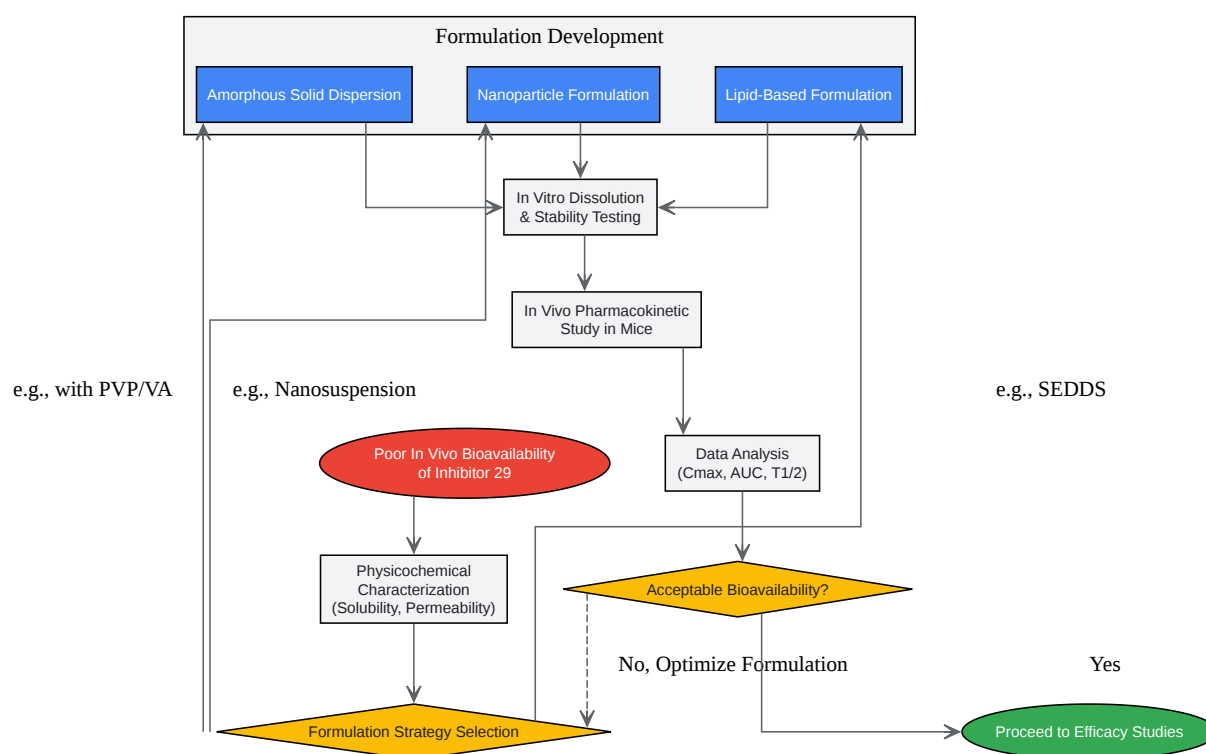 Formulation Development
Amorphous Solid Dispersion
Nanoparticle Formulation
Lipid-Based Formulation
In Vitro Dissolution
& Stability Testing
In Vivo Pharmacokinetic
Study in Mice
e.g., with PVP/VA
e.g., Nanosuspension
e.g., SEDDS
Poor In Vivo Bioavailability
of Inhibitor 29
Data Analysis
(Cmax, AUC, T1/2)
Physicochemical
Characterization
(Solubility, Permeability)
Acceptable Bioavailability?
No, Optimize Formulation
Yes
Formulation Strategy Selection
Proceed to Efficacy Studies